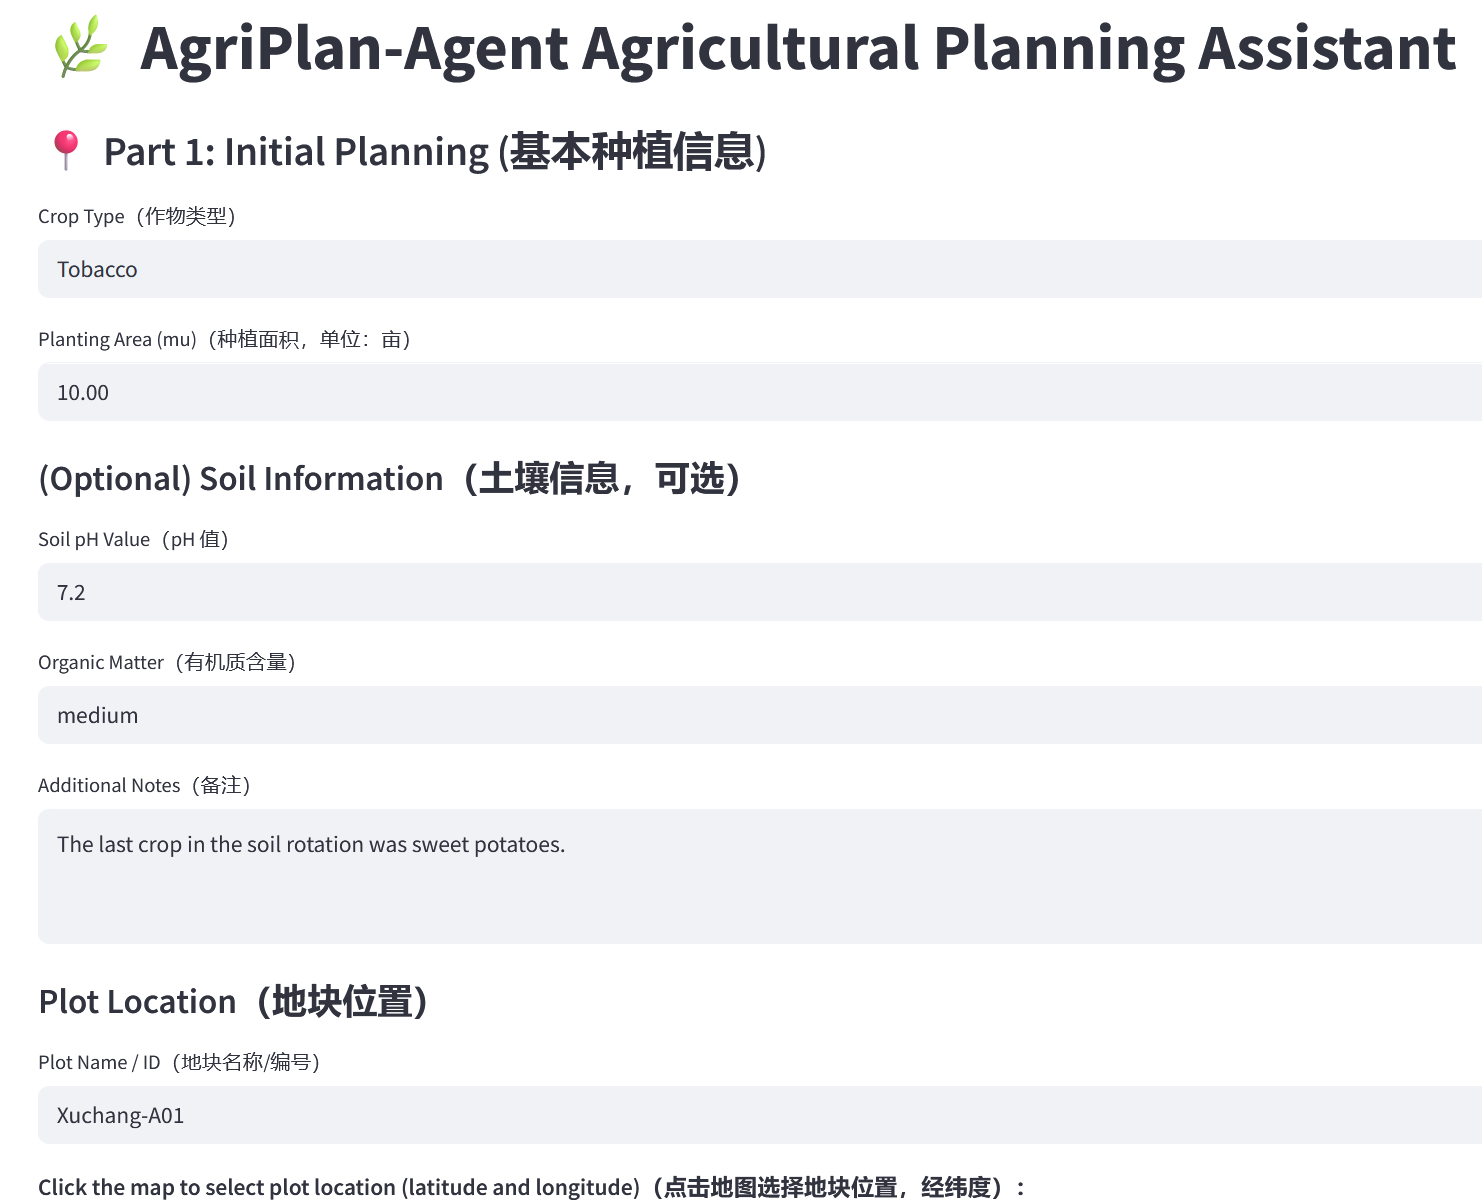 AgriPlan-Agent Agricultural Planning Assistant
Part 1: Initial Planning (基本种植信息)
Crop Type（作物类型）
Tobacco
Planting Area (mu)（种植面积，单位：亩）
10.00
(Optional) Soil Information（土壤信息，可选）
Soil pH Value（pH 值）
7.2
Organic Matter（有机质含量）
medium
Additional Notes（备注）
The last crop in the soil rotation was sweet potatoes.
Plot Location（地块位置）
Plot Name / ID（地块名称/编号）
Xuchang-A01
Click the map to select plot location (latitude and longitude)（点击地图选择地块位置，经纬度）：